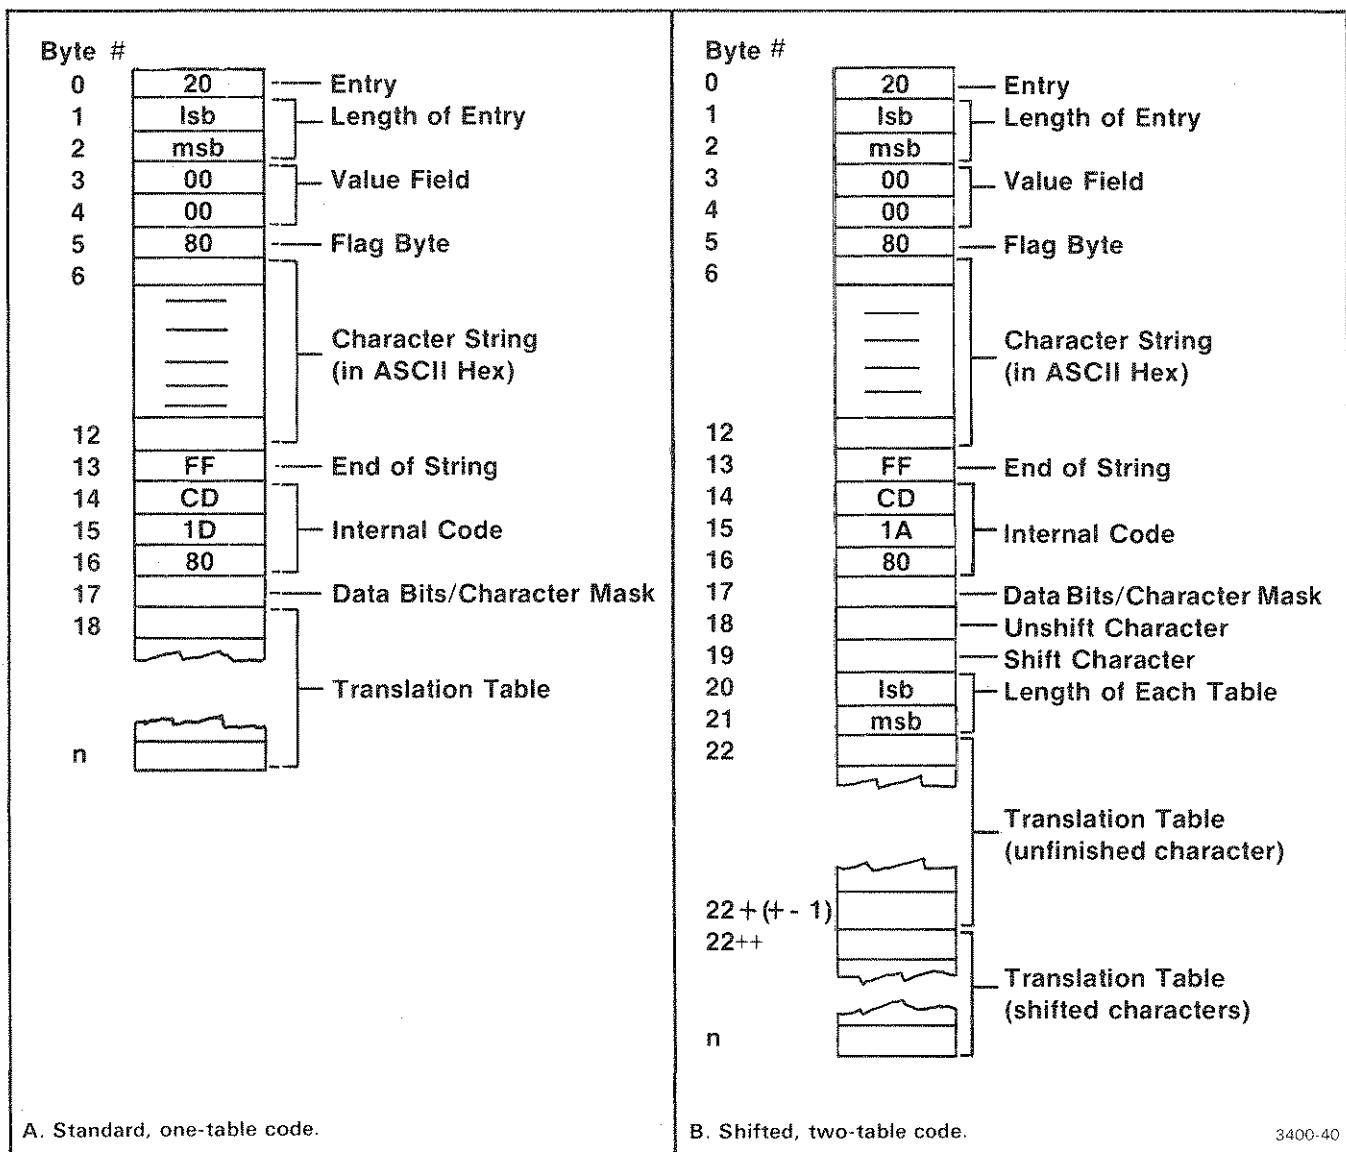 Byte #
0 20 Entry
1 lsb Length of Entry
2 msb
3 00 Value Field
4 00
5 80 Flag Byte
6
Character String
(in ASCII Hex)
12
13 FF End of String
14 CD
15 1D Internal Code
16 80
17 Data Bits/Character Mask
18
Translation Table
n
A. Standard, one-table code.
Byte #
0 20 Entry
1 lsb Length of Entry
2 msb
3 00 Value Field
4 00
5 80 Flag Byte
6
Character String
(in ASCII Hex)
12
13 FF End of String
14 CD
15 1A Internal Code
16 80
17 Data Bits/Character Mask
18 Unshift Character
19 Shift Character
20 lsb Length of Each Table
21 msb
22
Translation Table
(unfinished character)
22+(+-1)
22++
Translation Table
(shifted characters)
n
B. Shifted, two-table code.
3400-40